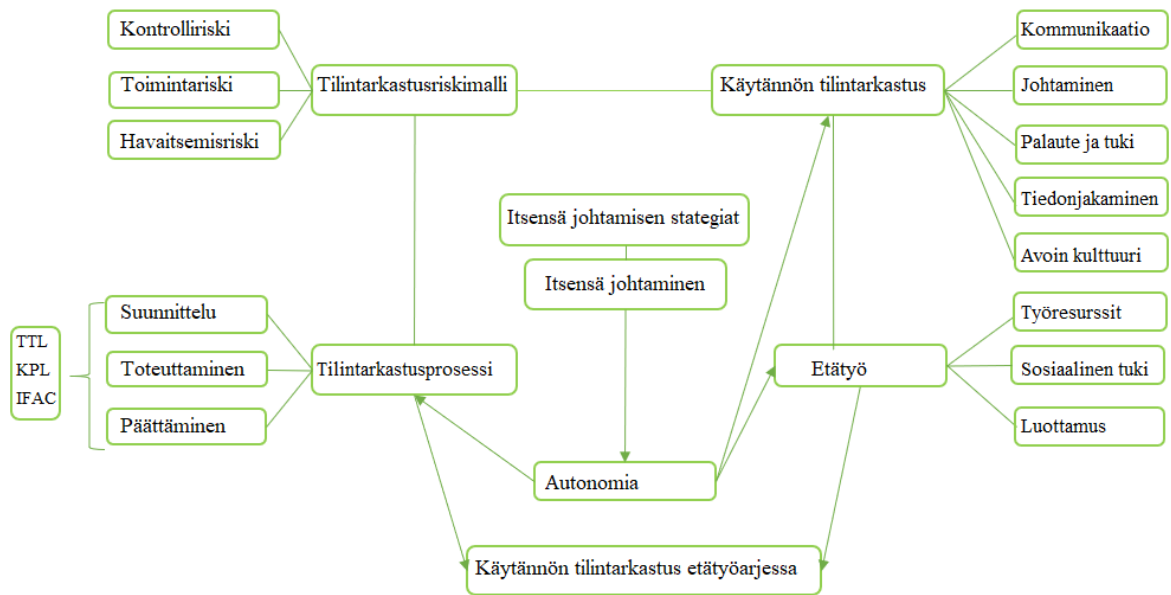 Kontrolliriski
Toimintariski
Havaitsemisriski
Tilintarkastusriskimalli
Käytännön tilintarkastus
Kommunikaatio
Johtaminen
Palaute ja tuki
Tiedonjakaminen
Avoin kulttuuri
Itsensä johtamisen stategiat
Itsensä johtaminen
TTL
KPL
IFAC
Suunnittelu
Toteuttaminen
Päättäminen
Tilintarkastusprosessi
Etätyö
Työresurssit
Sosiaalinen tuki
Luottamus
Autonomia
Käytännön tilintarkastus etätyöarjessa